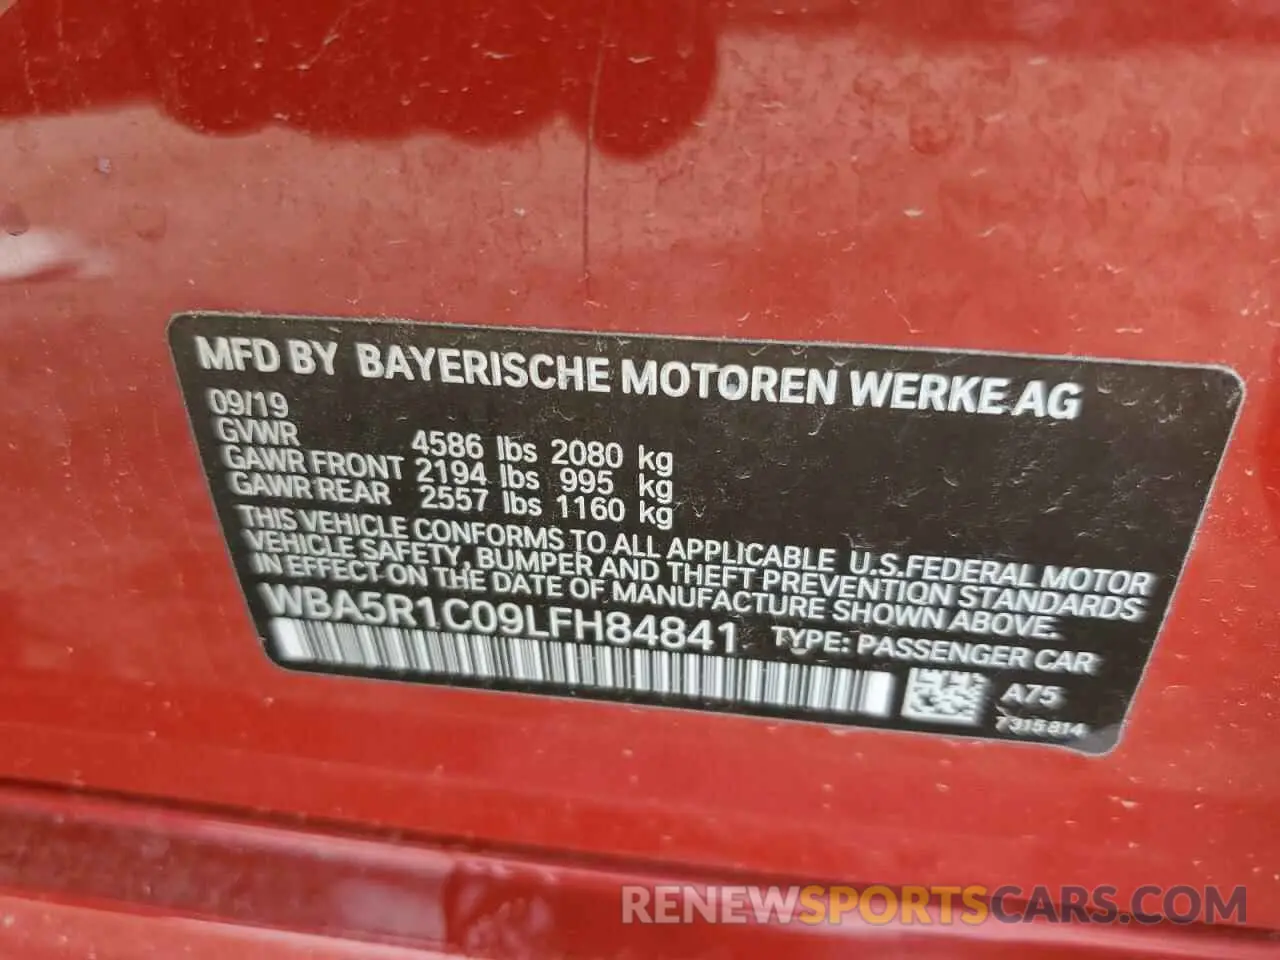 MFD BY BAYERISCHE MOTOREN WERKE AG
09/19
GVWR 4586 lbs 2080 kg
GAWR FRONT 2194 lbs 995 kg
GAWR REAR 2557 lbs 1160 kg
THIS VEHICLE CONFORMS TO ALL APPLICABLE U.S.FEDERAL MOTOR
VEHICLE SAFETY, BUMPER AND THEFT PREVENTION STANDARDS
IN EFFECT ON THE DATE OF MANUFACTURE SHOWN ABOVE.
WBA5R1C09LFH84841 TYPE: PASSENGER CAR
A75
7315814
RENEWSPORTSCARS.COM